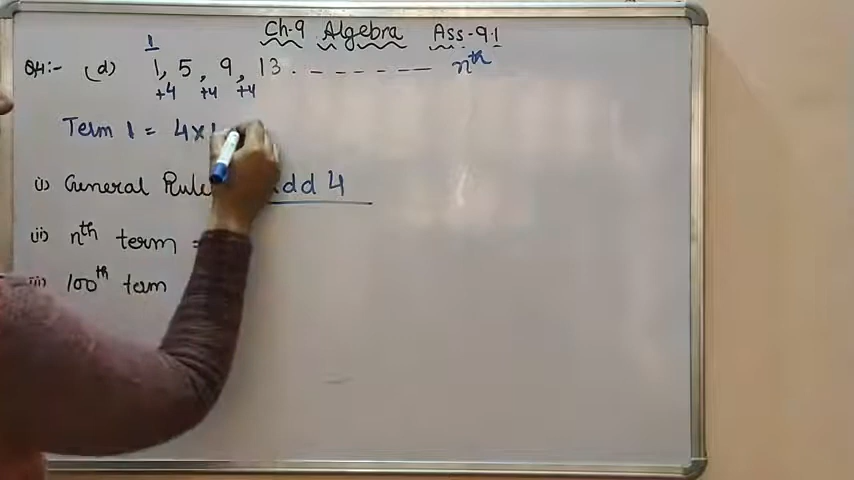 Ch-9 Algebra Ass-9.1
1
Q4:- (d) 1, 5, 9, 13 . - - - - - - - nth
+4 +4 +4
Term 1 = 4×1
(i) General Rule Add 4
(ii) nth term =
(iii) 100th term